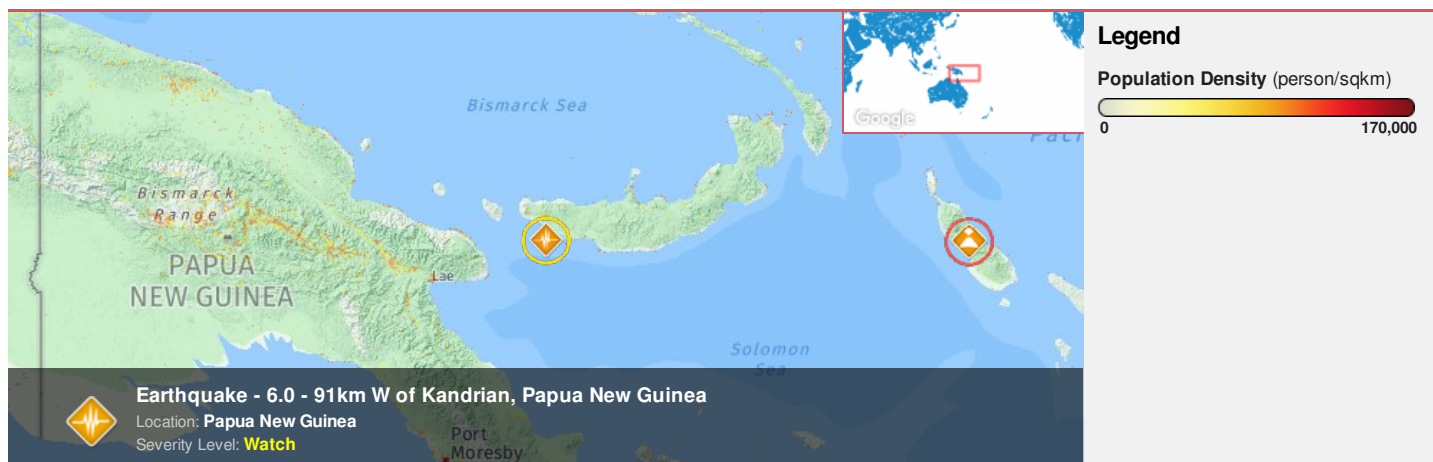 Bismarck Sea
Google
Paci
Bismarck
Range
PAPUA
NEW GUINEA
Lae
Solomon
Sea
Port
Moresby
Earthquake - 6.0 - 91km W of Kandrian, Papua New Guinea
Location: Papua New Guinea
Severity Level: Watch
Legend
Population Density (person/sqkm)
0 170,000